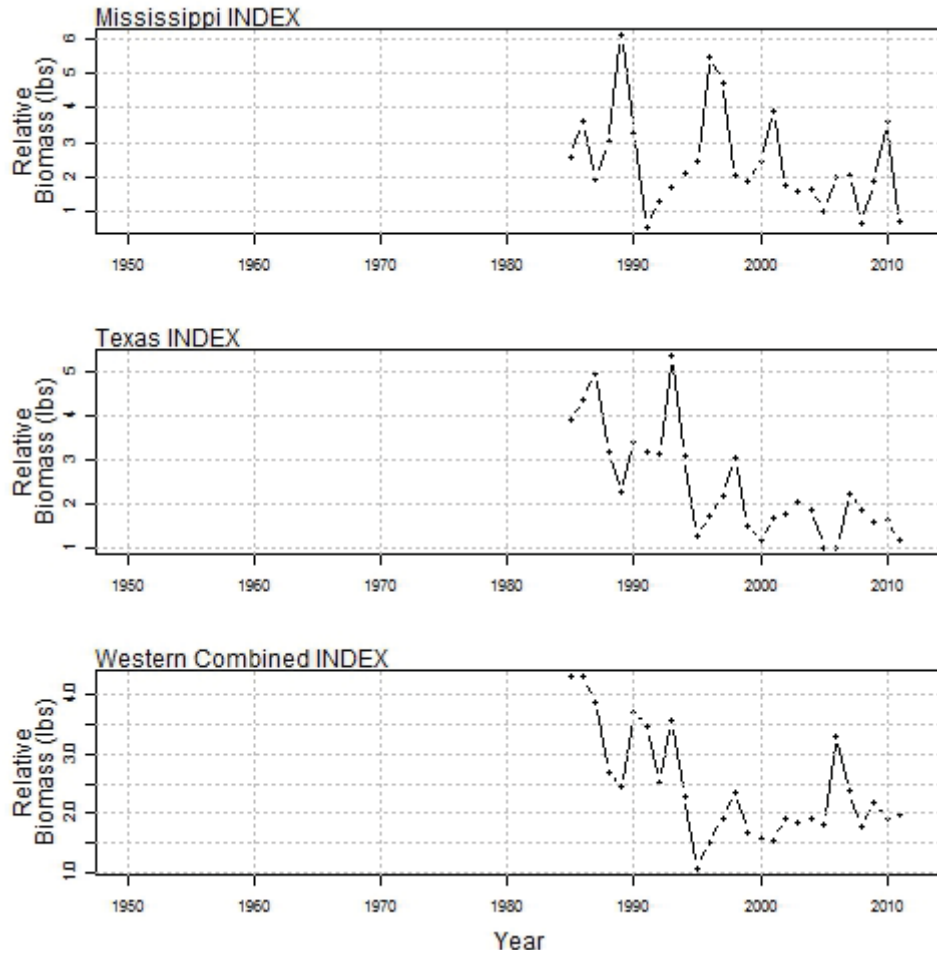 Mississippi INDEX
Relative
Biomass (lbs)
6
5
4
3
2
1
1950 1960 1970 1980 1990 2000 2010
Texas INDEX
Relative
Biomass (lbs)
5
4
3
2
1
1950 1960 1970 1980 1990 2000 2010
Western Combined INDEX
Relative
Biomass (lbs)
4.0
3.0
2.0
1.0
1950 1960 1970 1980 1990 2000 2010
Year